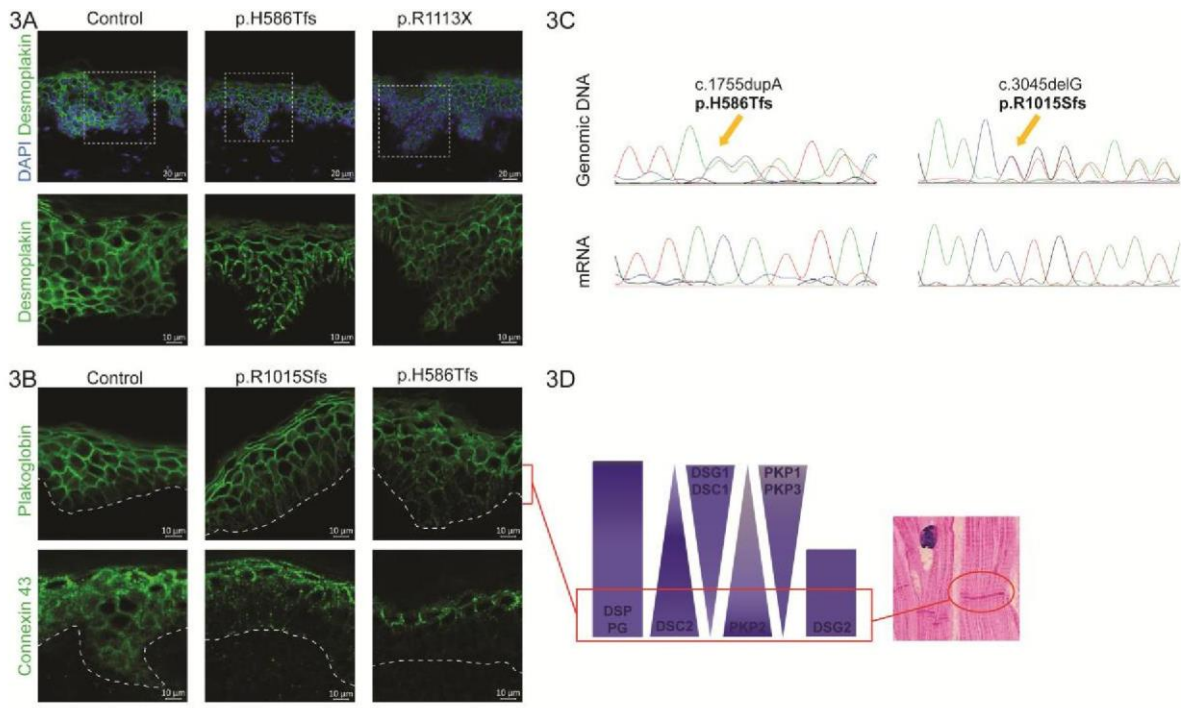 3A
Control
p.H586Tfs
p.R1113X
DAPI Desmoplakin
20 μm
20 μm
20 μm
Desmoplakin
10 μm
10 μm
10 μm
3B
Control
p.R1015Sfs
p.H586Tfs
Plakoglobin
10 μm
10 μm
10 μm
Connexin 43
10 μm
10 μm
10 μm
3C
Genomic DNA
c.1755dupA
p.H586Tfs
c.3045delG
p.R1015Sfs
mRNA
3D
DSG1
DSC1
PKP1
PKP3
DSP
PG
DSC2
PKP2
DSG2